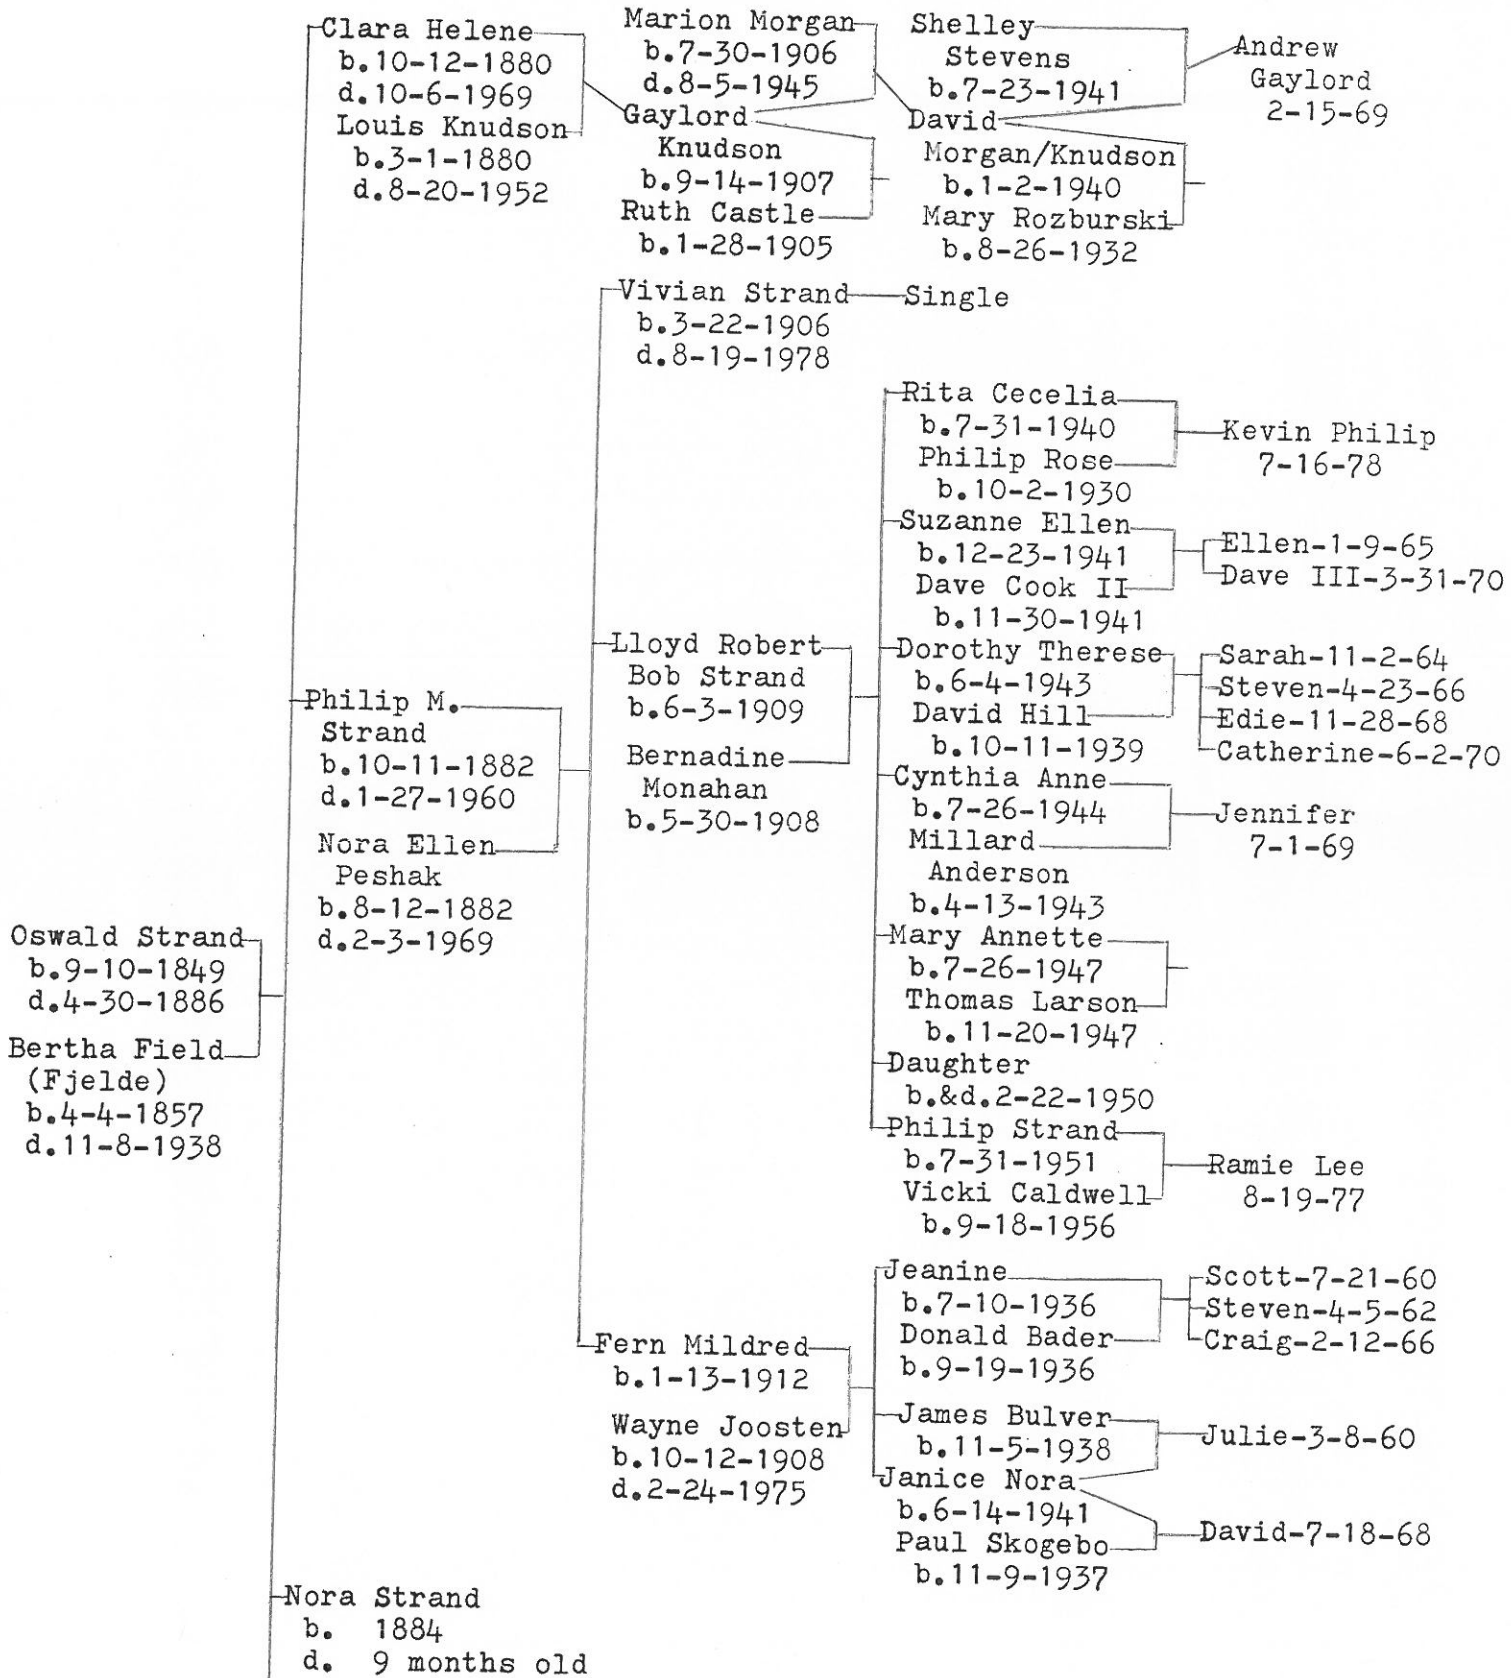 Clara Helene
b.10-12-1880
d.10-6-1969
Louis Knudson
b.3-1-1880
d.8-20-1952
Marion Morgan
b.7-30-1906
d.8-5-1945
Gaylord
Knudson
b.9-14-1907
Ruth Castle
b.1-28-1905
Shelley
Stevens
b.7-23-1941
David
Morgan/Knudson
b.1-2-1940
Mary Rozburski
b.8-26-1932
Andrew
Gaylord
2-15-69
Vivian Strand
b.3-22-1906
d.8-19-1978
Single
Rita Cecelia
b.7-31-1940
Philip Rose
b.10-2-1930
Kevin Philip
7-16-78
Suzanne Ellen
b.12-23-1941
Dave Cook II
b.11-30-1941
Ellen-1-9-65
Dave III-3-31-70
Lloyd Robert
Bob Strand
b.6-3-1909
Bernadine
Monahan
b.5-30-1908
Dorothy Therese
b.6-4-1943
David Hill
b.10-11-1939
Sarah-11-2-64
Steven-4-23-66
Edie-11-28-68
Catherine-6-2-70
Philip M.
Strand
b.10-11-1882
d.1-27-1960
Nora Ellen
Peshak
b.8-12-1882
d.2-3-1969
Cynthia Anne
b.7-26-1944
Millard
Anderson
b.4-13-1943
Jennifer
7-1-69
Oswald Strand
b.9-10-1849
d.4-30-1886
Bertha Field
(Fjelde)
b.4-4-1857
d.11-8-1938
Mary Annette
b.7-26-1947
Thomas Larson
b.11-20-1947
Daughter
b.&d.2-22-1950
Philip Strand
b.7-31-1951
Vicki Caldwell
b.9-18-1956
Ramie Lee
8-19-77
Fern Mildred
b.1-13-1912
Wayne Joosten
b.10-12-1908
d.2-24-1975
Jeanine
b.7-10-1936
Donald Bader
b.9-19-1936
Scott-7-21-60
Steven-4-5-62
Craig-2-12-66
James Bulver
b.11-5-1938
Janice Nora
b.6-14-1941
Paul Skogebo
b.11-9-1937
Julie-3-8-60
David-7-18-68
Nora Strand
b. 1884
d. 9 months old